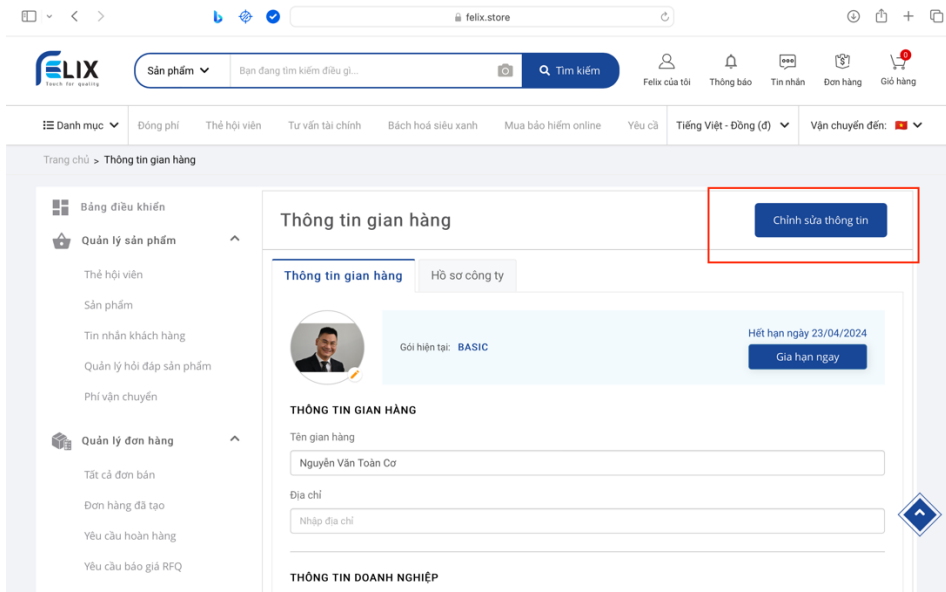 felix.store
FELIX
Touch for quality
Sản phẩm
Bạn đang tìm kiếm điều gì...
Tìm kiếm
Felix của tôi
Thông báo
Tin nhắn
Đơn hàng
0
Giỏ hàng
Danh mục
Đóng phí
Thẻ hội viên
Tư vấn tài chính
Bách hoá siêu xanh
Mua bảo hiểm online
Yêu cầ
Tiếng Việt - Đồng (đ)
Vận chuyển đến:
Trang chủ > Thông tin gian hàng
Bảng điều khiển
Quản lý sản phẩm
Thẻ hội viên
Sản phẩm
Tin nhắn khách hàng
Quản lý hỏi đáp sản phẩm
Phí vận chuyển
Quản lý đơn hàng
Tất cả đơn bán
Đơn hàng đã tạo
Yêu cầu hoàn hàng
Yêu cầu báo giá RFQ
Thông tin gian hàng
Chỉnh sửa thông tin
Thông tin gian hàng
Hồ sơ công ty
Gói hiện tại: BASIC
Hết hạn ngày 23/04/2024
Gia hạn ngay
THÔNG TIN GIAN HÀNG
Tên gian hàng
Nguyễn Văn Toàn Cơ
Địa chỉ
Nhập địa chỉ
THÔNG TIN DOANH NGHIỆP